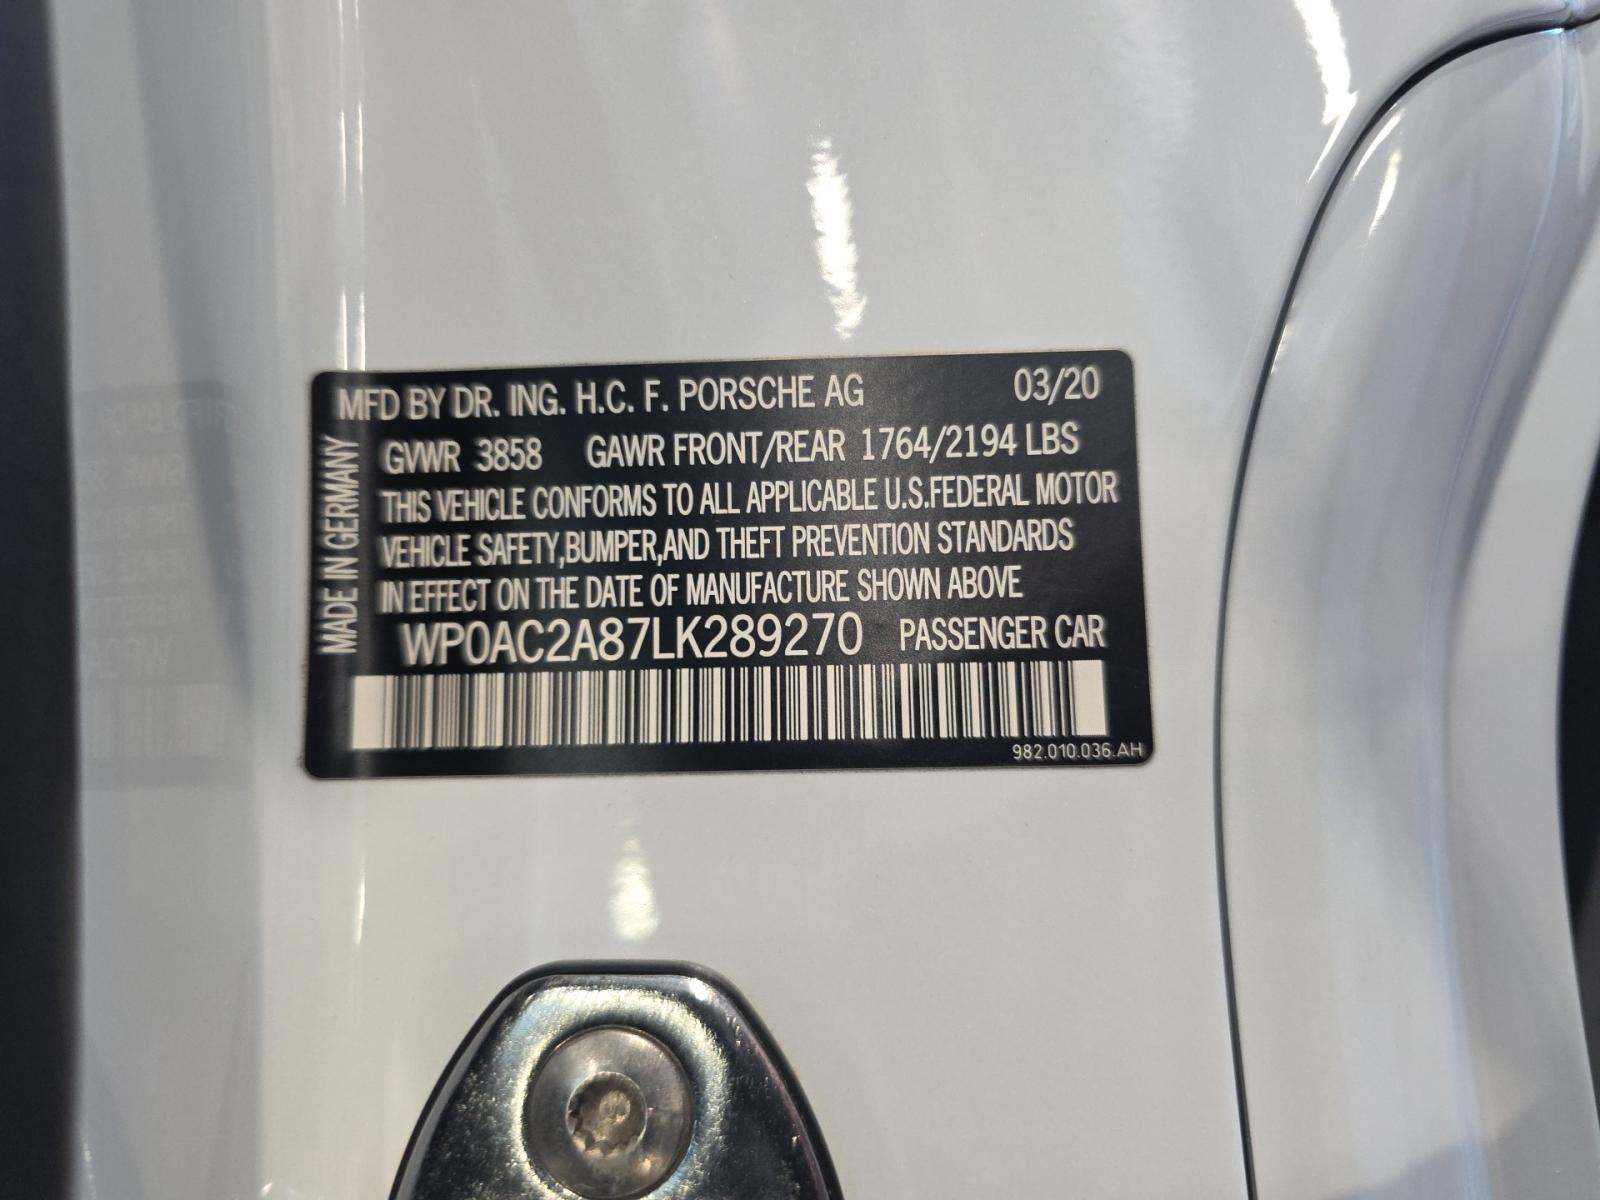 MFD BY DR. ING. H.C. F. PORSCHE AG 03/20
GVWR 3858 GAWR FRONT/REAR 1764/2194 LBS
THIS VEHICLE CONFORMS TO ALL APPLICABLE U.S.FEDERAL MOTOR
VEHICLE SAFETY,BUMPER,AND THEFT PREVENTION STANDARDS
IN EFFECT ON THE DATE OF MANUFACTURE SHOWN ABOVE
WP0AC2A87LK289270 PASSENGER CAR
982.010.036.AH
MADE IN GERMANY